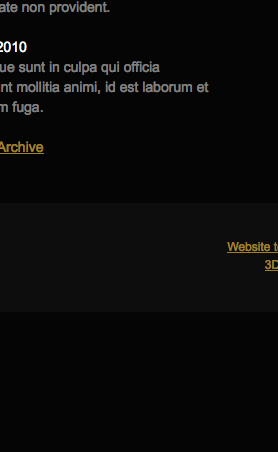 ate non provident.
2010
ue sunt in culpa qui officia
nt mollitia animi, id est laborum et
m fuga.
Archive
Website t
3D